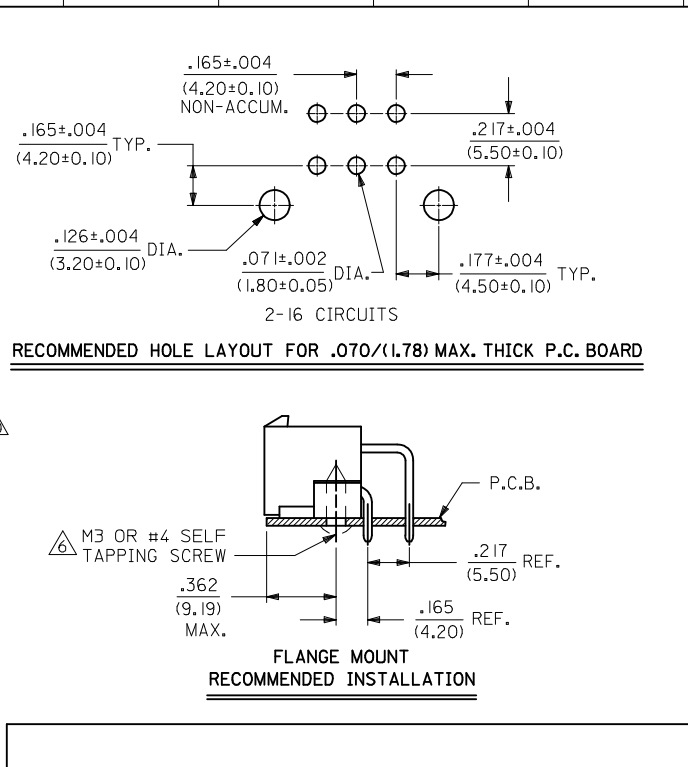 .165±.004
(4.20±0.10)
NON-ACCUM.
.165±.004
(4.20±0.10)
TYP.
.217±.004
(5.50±0.10)
.126±.004
(3.20±0.10)
DIA.
.071±.002
(1.80±0.05)
DIA.
.177±.004
(4.50±0.10)
TYP.
2-16 CIRCUITS
RECOMMENDED HOLE LAYOUT FOR .070/(1.78) MAX. THICK P.C. BOARD
P.C.B.
6 M3 OR #4 SELF
TAPPING SCREW
.217
(5.50)
REF.
.362
(9.19)
MAX.
.165
(4.20)
REF.
FLANGE MOUNT
RECOMMENDED INSTALLATION